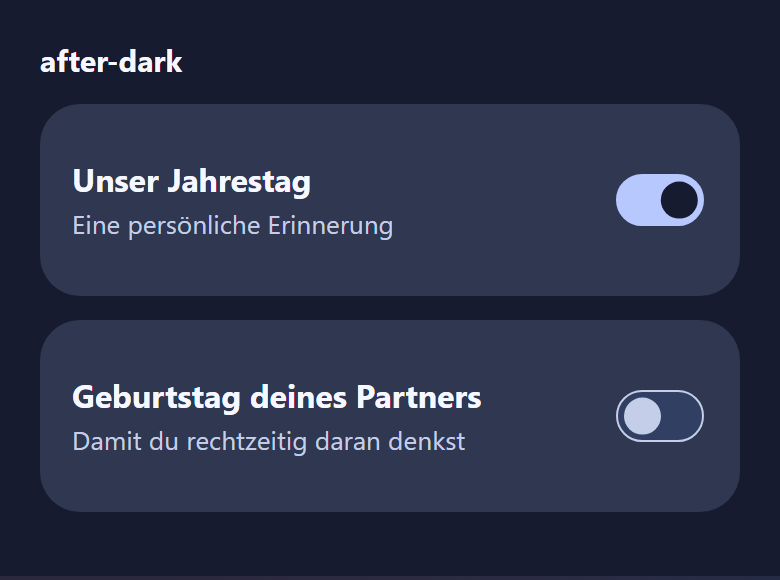 after-dark
Unser Jahrestag
Eine persönliche Erinnerung
Geburtstag deines Partners
Damit du rechtzeitig daran denkst